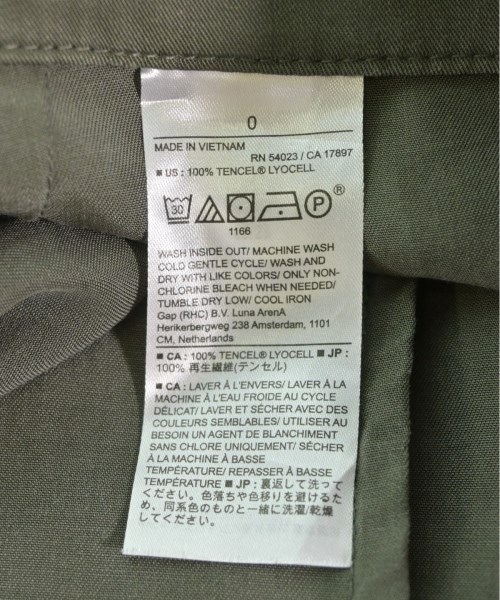 0
MADE IN VIETNAM
RN 54023 / CA 17897
■ US : 100% TENCEL® LYOCELL
30
P
®
1166
WASH INSIDE OUT/ MACHINE WASH
COLD GENTLE CYCLE/ WASH AND
DRY WITH LIKE COLORS/ ONLY NON-
CHLORINE BLEACH WHEN NEEDED/
TUMBLE DRY LOW/ COOL IRON
Gap (RHC) B.V. Luna ArenA
Herikerbergweg 238 Amsterdam, 1101
CM, Netherlands
■ CA : 100% TENCEL® LYOCELL ■ JP :
100% 再生繊維(テンセル)
■ CA : LAVER À L'ENVERS/ LAVER À LA
MACHINE À L'EAU FROIDE AU CYCLE
DÉLICAT/ LAVER ET SÉCHER AVEC DES
COULEURS SEMBLABLES/ UTILISER AU
BESOIN UN AGENT DE BLANCHIMENT
SANS CHLORE UNIQUEMENT/ SÉCHER
À LA MACHINE À BASSE
TEMPÉRATURE/ REPASSER À BASSE
TEMPÉRATURE ■ JP : 裏返して洗って
ください。色落ちや色移りを避けるた
め、同系色のものと一緒に洗濯/乾燥
してください。